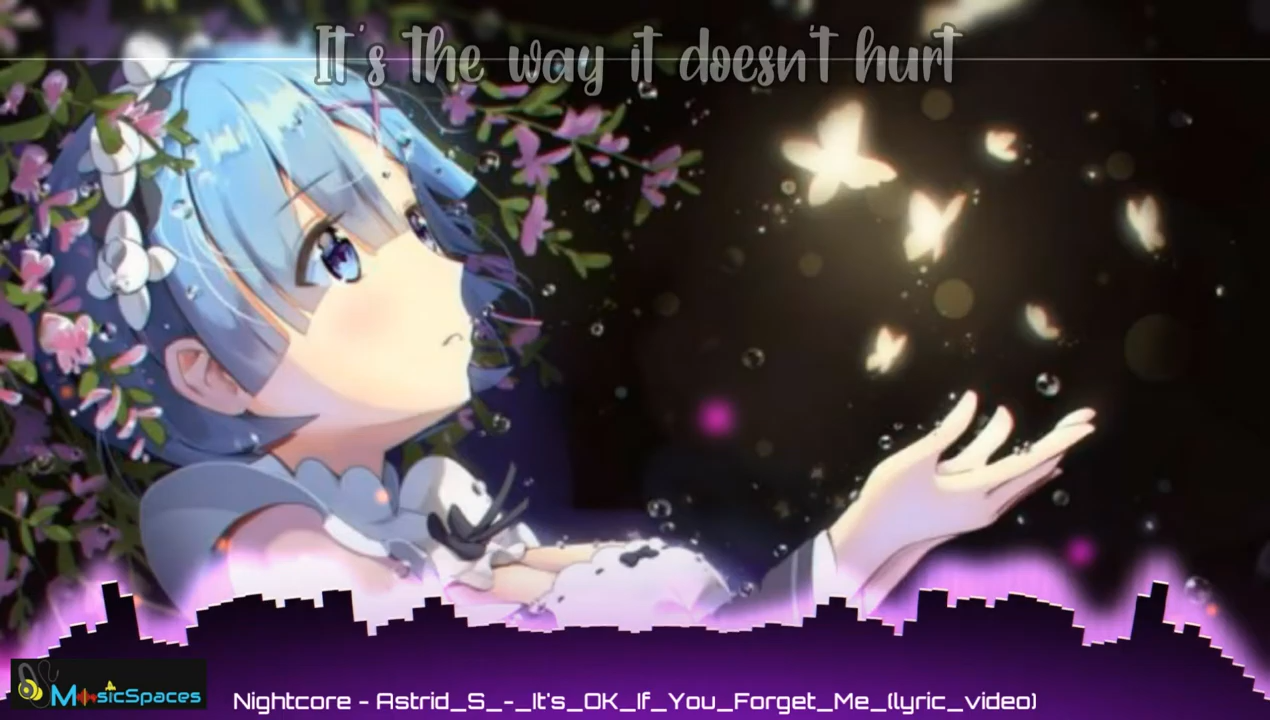 It's the way it doesn't hurt
MusicSpaces
Nightcore - Astrid_S_-_It's_OK_If_You_Forget_Me_(lyric_video)